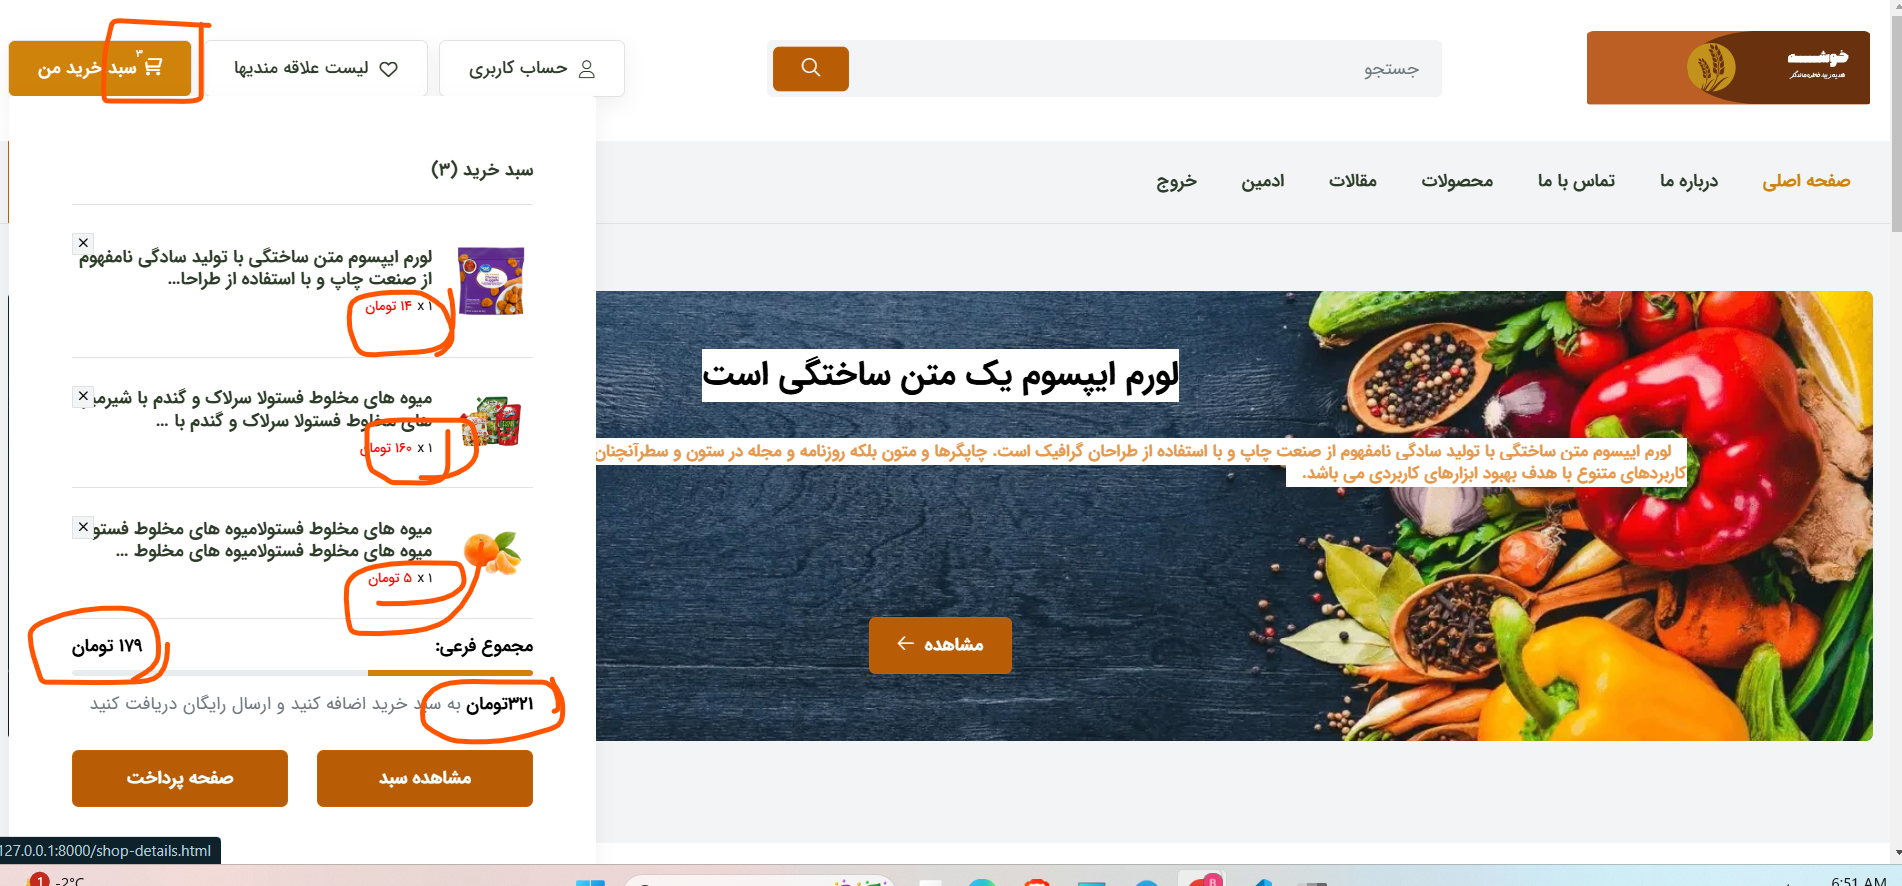 خوشه
جستجو
حساب کاربری
لیست علاقه مندیها
۳
سبد خرید من
صفحه اصلی
درباره ما
تماس با ما
محصولات
مقالات
ادمین
خروج
سبد خرید (۳)
×
لورم ایپسوم متن ساختگی با تولید سادگی نامفهوم
از صنعت چاپ و با استفاده از طراحا...
۱ x ۱۴ تومان
×
میوه های مخلوط فستولا سرلاک و گندم با شیرمیو
های مخلوط فستولا سرلاک و گندم با ...
۱ x ۱۶۰ تومان
×
میوه های مخلوط فستولامیوه های مخلوط فستو
میوه های مخلوط فستولامیوه های مخلوط ...
۱ x ۵ تومان
مجموع فرعی:
۱۷۹ تومان
۳۲۱تومان به سبد خرید اضافه کنید و ارسال رایگان دریافت کنید
مشاهده سبد
صفحه پرداخت
لورم ایپسوم یک متن ساختگی است
لورم ایپسوم متن ساختگی با تولید سادگی نامفهوم از صنعت چاپ و با استفاده از طراحان گرافیک است. چاپگرها و متون بلکه روزنامه و مجله در ستون و سطرآنچنان
کاربردهای متنوع با هدف بهبود ابزارهای کاربردی می باشد.
مشاهده
127.0.0.1:8000/shop-details.html
1
-2°C
6:51 AM